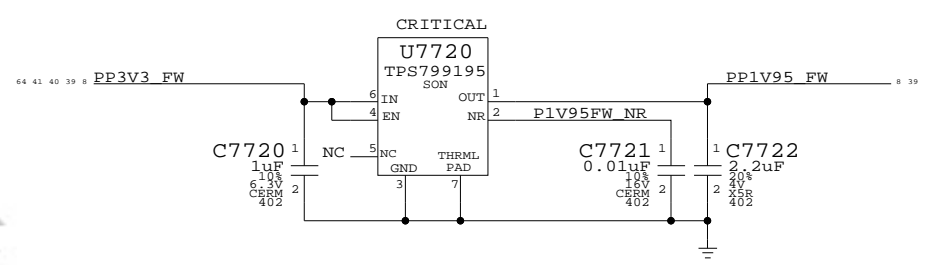 CRITICAL
U7720
TPS799195
SON
64 41 40 39 8 PP3V3_FW
PP1V95_FW 8 39
6 IN
OUT 1
4 EN
NR 2
P1V95FW_NR
NC 5 NC
THRML
PAD
GND
3
7
C7720 1
1uF
10%
6.3V
CERM
402
2
C7721 1
0.01uF
10%
16V
CERM
402
2
1 C7722
2.2uF
20%
4V
X5R
402
2